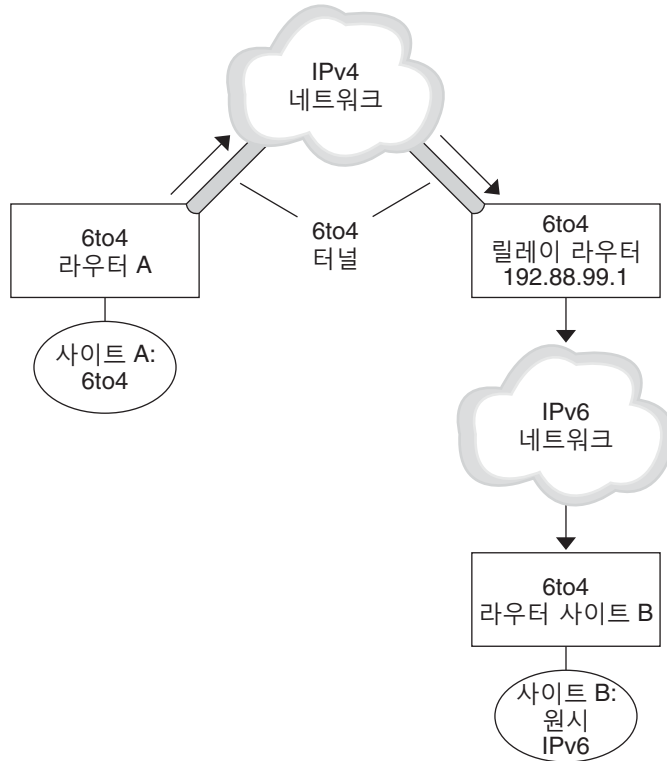 IPv4
네트워크
6to4
라우터 A
6to4
터널
6to4
릴레이 라우터
192.88.99.1
사이트 A:
6to4
IPv6
네트워크
6to4
라우터 사이트 B
사이트 B:
원시
IPv6